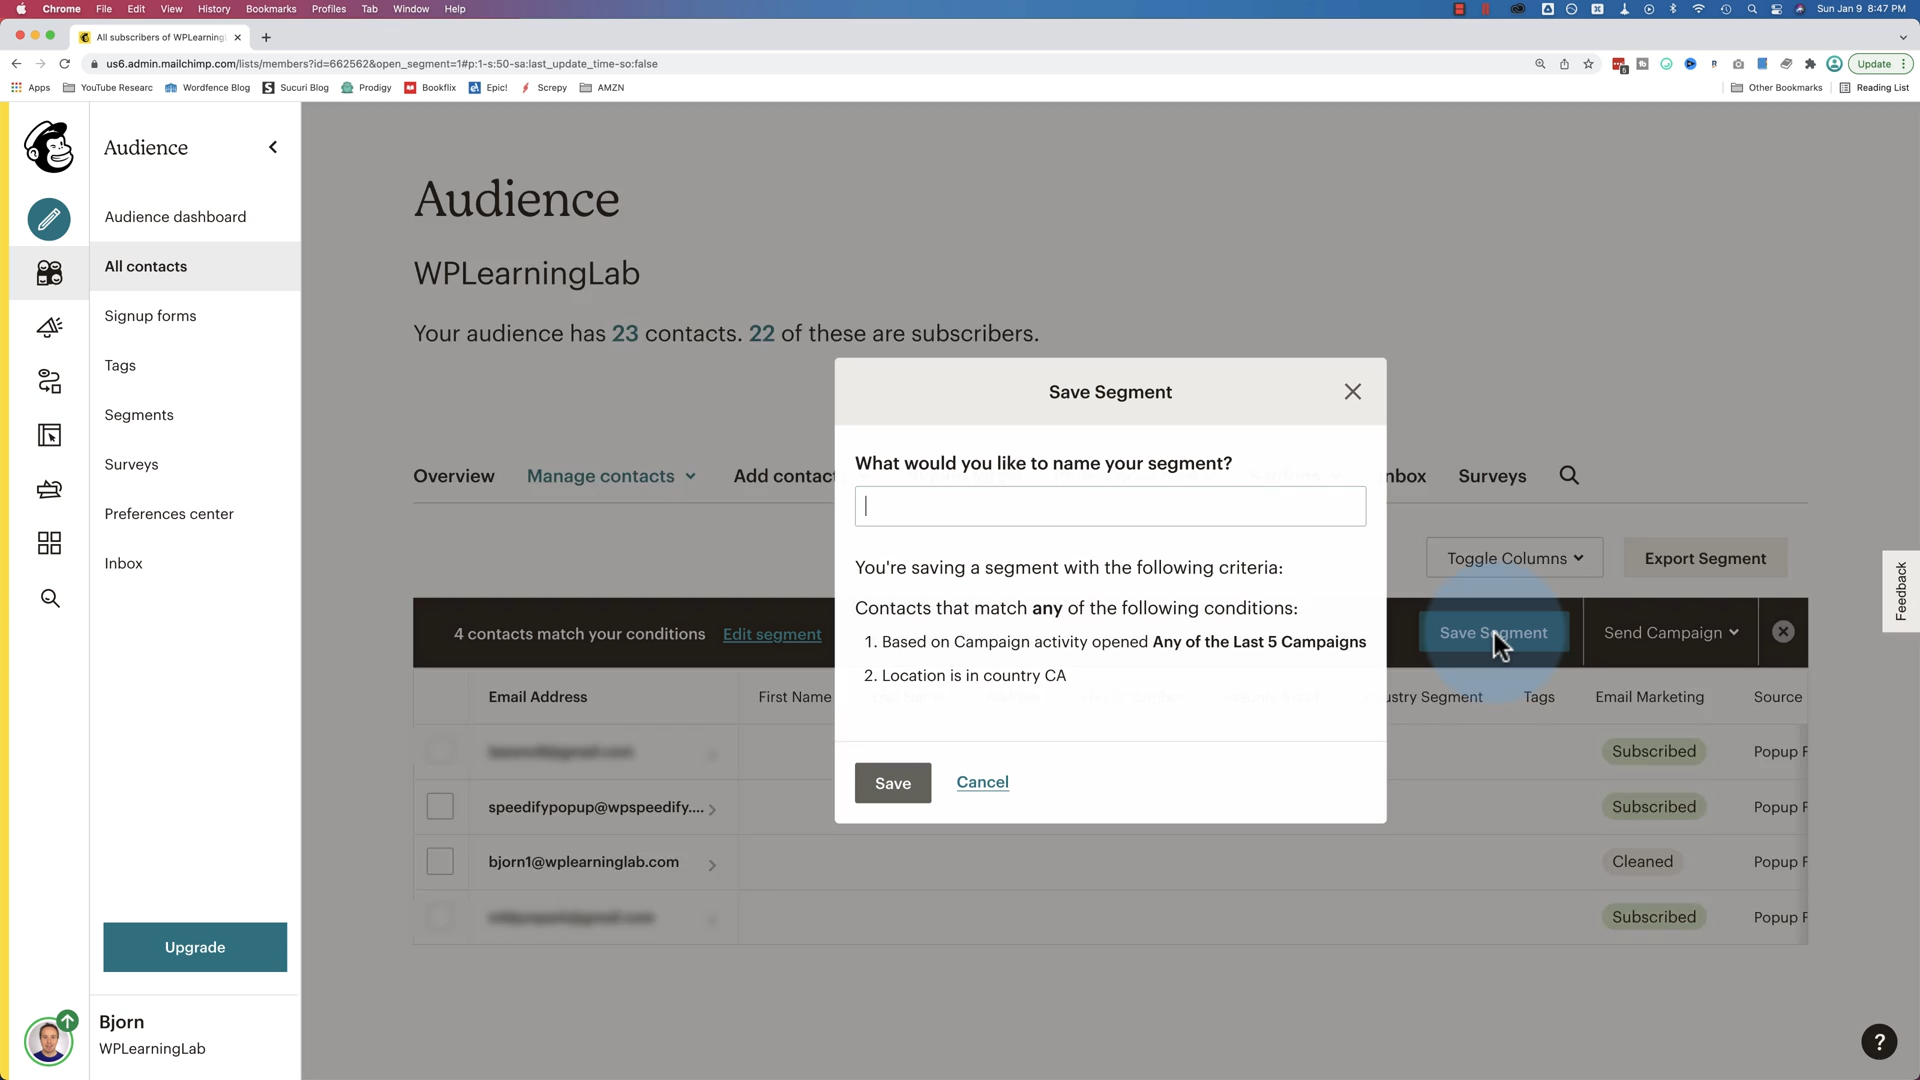 Chrome File Edit View History Bookmarks Profiles Tab Window Help Sun Jan 9 8:47 PM
All subscribers of WPLearning
us6.admin.mailchimp.com/lists/members?id=662562&open_segment=1#p:1-s:50-sa:last_update_time-so:false
Update
Apps YouTube Researc Wordfence Blog Sucuri Blog Prodigy Bookflix Epic! Screpy AMZN Other Bookmarks Reading List
Audience
Audience dashboard
All contacts
Signup forms
Tags
Segments
Surveys
Preferences center
Inbox
Upgrade
Bjorn
WPLearningLab
Audience
WPLearningLab
Your audience has 23 contacts. 22 of these are subscribers.
Overview Manage contacts Add contac nbox Surveys
Toggle Columns Export Segment
4 contacts match your conditions Edit segment Save Segment Send Campaign
Email Address First Name ustry Segment Tags Email Marketing Source
Subscribed Popup F
speedifypopup@wpspeedify.... Subscribed Popup F
bjorn1@wplearninglab.com Cleaned Popup F
Subscribed Popup F
Save Segment
What would you like to name your segment?
You're saving a segment with the following criteria:
Contacts that match any of the following conditions:
1. Based on Campaign activity opened Any of the Last 5 Campaigns
2. Location is in country CA
Save Cancel
Feedback
?